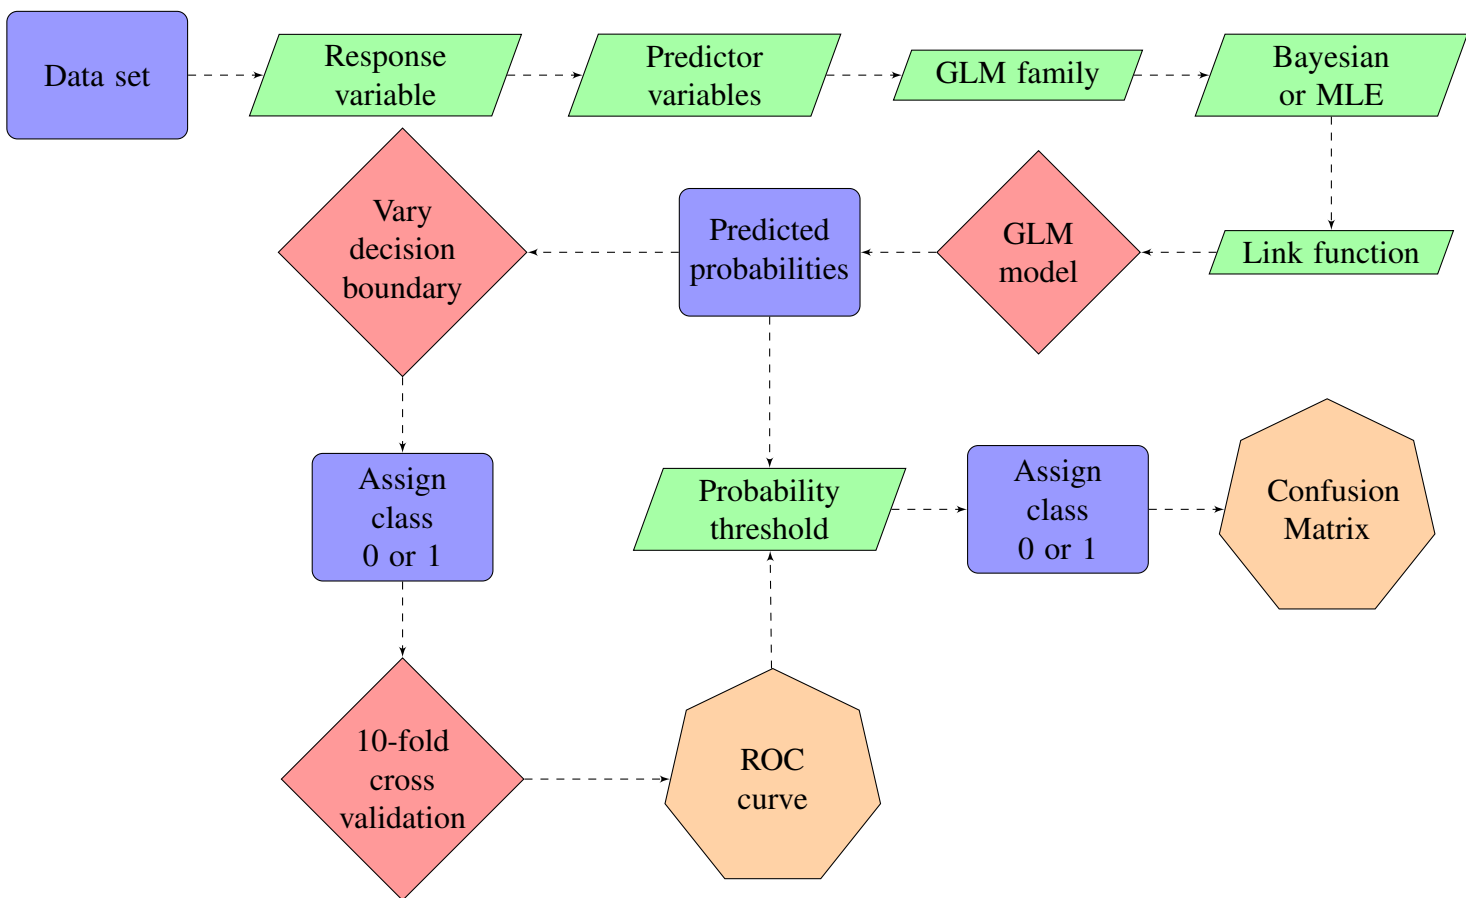 Data set
Response
variable
Predictor
variables
GLM family
Bayesian
or MLE
Vary
decision
boundary
Predicted
probabilities
GLM
model
Link function
Assign
class
0 or 1
Probability
threshold
Assign
class
0 or 1
Confusion
Matrix
10-fold
cross
validation
ROC
curve